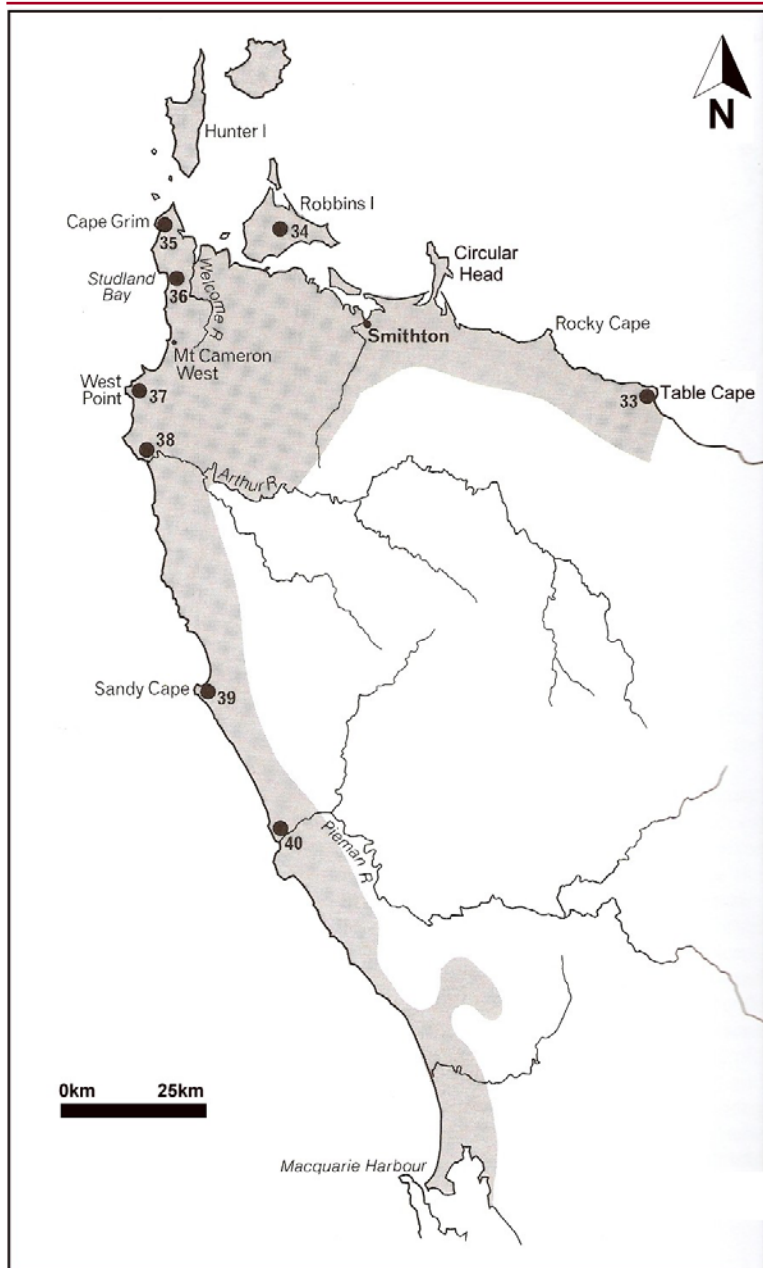 N
Hunter I
Robbins I
Cape Grim
34
35
Circular
Head
Studland
Bay
36
Welcome R
Rocky Cape
Smithton
Mt Cameron
West
West
Point
37
33
Table Cape
38
Arthur R
Sandy Cape
39
40
Pieman R
0km 25km
Macquarie Harbour